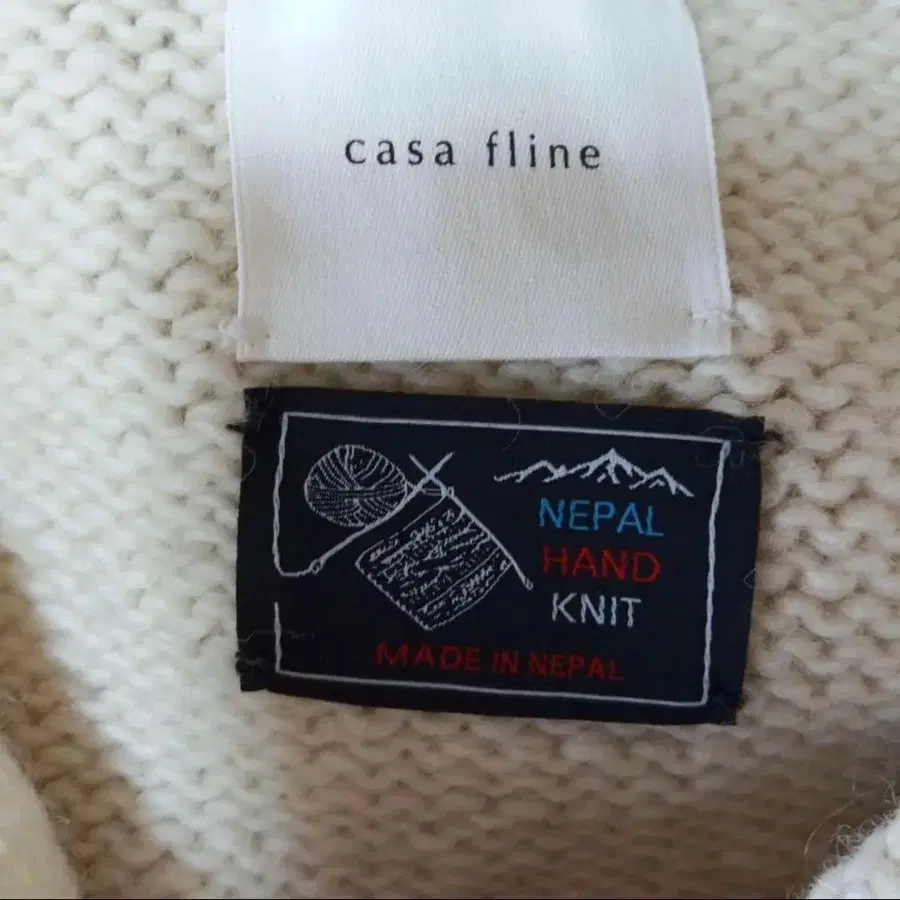 casa fline
NEPAL
HAND
KNIT
MADE IN NEPAL